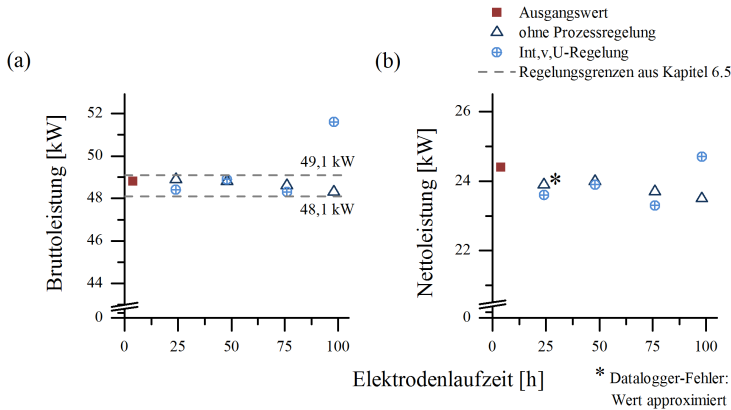 Ausgangswert
ohne Prozessregelung
Int,v,U-Regelung
Regelungsgrenzen aus Kapitel 6.5
(a)
Bruttoleistung [kW]
52
50
48
46
44
0
49,1 kW
48,1 kW
0
25
50
75
100
(b)
Nettoleistung [kW]
26
24
22
0
*
0
25
50
75
100
Elektrodenlaufzeit [h]
* Datalogger-Fehler:
Wert approximiert